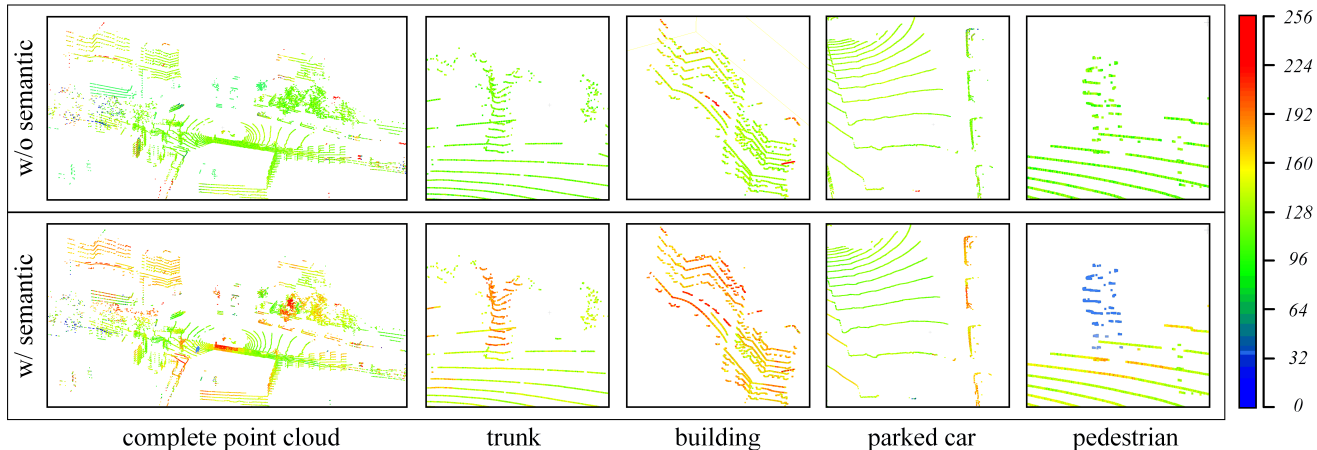 w/o semantic
w/ semantic
complete point cloud
trunk
building
parked car
pedestrian
256
224
192
160
128
96
64
32
0